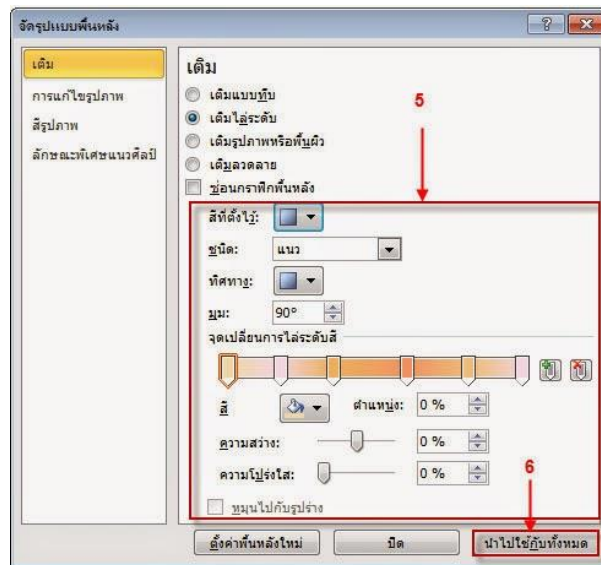 จัดรูปแบบพื้นหลัง
เติม
การแก้ไขรูปภาพ
สีรูปภาพ
ลักษณะพิเศษแนวศิลป์
เติม
เติมแบบทึบ
เติมไล่ระดับ
เติมรูปภาพหรือพื้นผิว
เติมลวดลาย
ซ่อนกราฟิกพื้นหลัง
5
สีที่ตั้งไว้:
ชนิด: แนว
ทิศทาง:
มุม: 90°
จุดเปลี่ยนการไล่ระดับสี
สี ตำแหน่ง: 0 %
ความสว่าง: 0 %
ความโปร่งใส: 0 %
6
หมุนไปกับรูปร่าง
ตั้งค่าพื้นหลังใหม่ ปิด นำไปใช้กับทั้งหมด